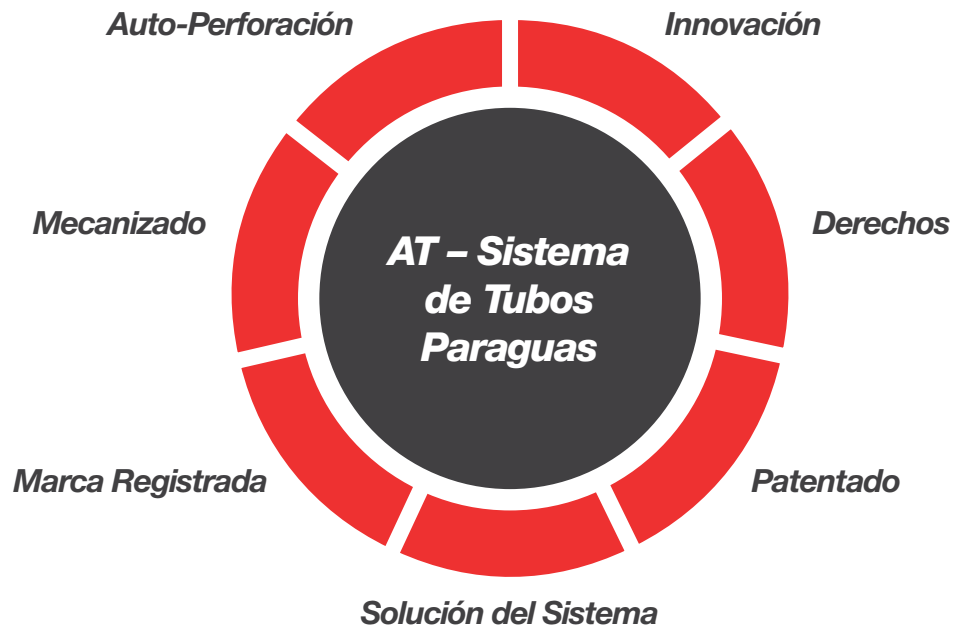 Auto-Perforación
Innovación
Mecanizado
Derechos
AT – Sistema
de Tubos
Paraguas
Marca Registrada
Patentado
Solución del Sistema